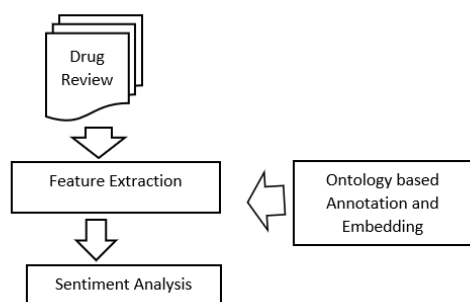 Drug
Review
Feature Extraction
Ontology based
Annotation and
Embedding
Sentiment Analysis